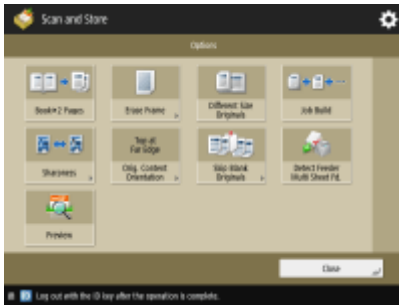 Scan and Store
Options
Book➞2 Pages
Erase Frame
Different Size
Originals
Job Build
Sharpness
Top at
Far Edge
Orig. Content
Orientation
Skip Blank
Originals
Detect Feeder
Multi Sheet Fd.
Preview
Close
Log out with the ID key after the operation is complete.